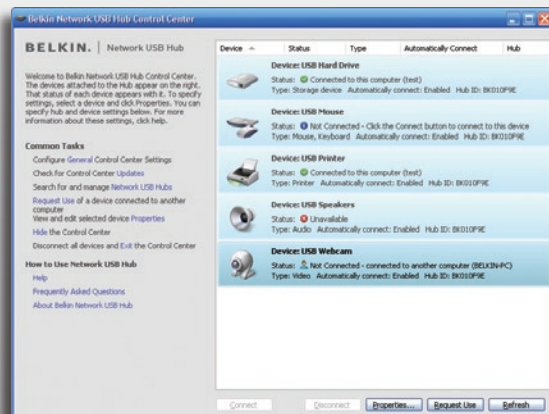 Belkin Network USB Hub Control Center
BELKIN. | Network USB Hub
Welcome to Belkin Network USB Hub Control Center.
The devices attached to the Hub appear on the right.
That status of each device appears with it. To specify
settings, select a device and click Properties. You can
specify hub and device settings below. For more
information about these settings, click help.
Common Tasks
Configure General Control Center Settings
Check for Control Center Updates
Search for and manage Network USB Hubs
Request Use of a device connected to another
computer
View and edit selected device Properties
Hide the Control Center
Disconnect all devices and Exit the Control Center
How to Use Network USB Hub
Help
Frequently Asked Questions
About Belkin Network USB Hub
Device Status Type Automatically Connect Hub
Device: USB Hard Drive
Status: Connected to this computer (test)
Type: Storage device Automatically connect: Enabled Hub ID: BK010F9E
Device: USB Mouse
Status: Not Connected - Click the Connect button to connect to this device
Type: Mouse, Keyboard Automatically connect: Enabled Hub ID: BK010F9E
Device: USB Printer
Status: Connected to this computer (test)
Type: Printer Automatically connect: Enabled Hub ID: BK010F9E
Device: USB Speakers
Status: Unavailable
Type: Audio Automatically connect: Enabled Hub ID: BK010F9E
Device: USB Webcam
Status: Not Connected - connected to another computer (BELKIN-PC)
Type: Video Automatically connect: Enabled Hub ID: BK010F9E
Connect Disconnect Properties... Request Use Refresh